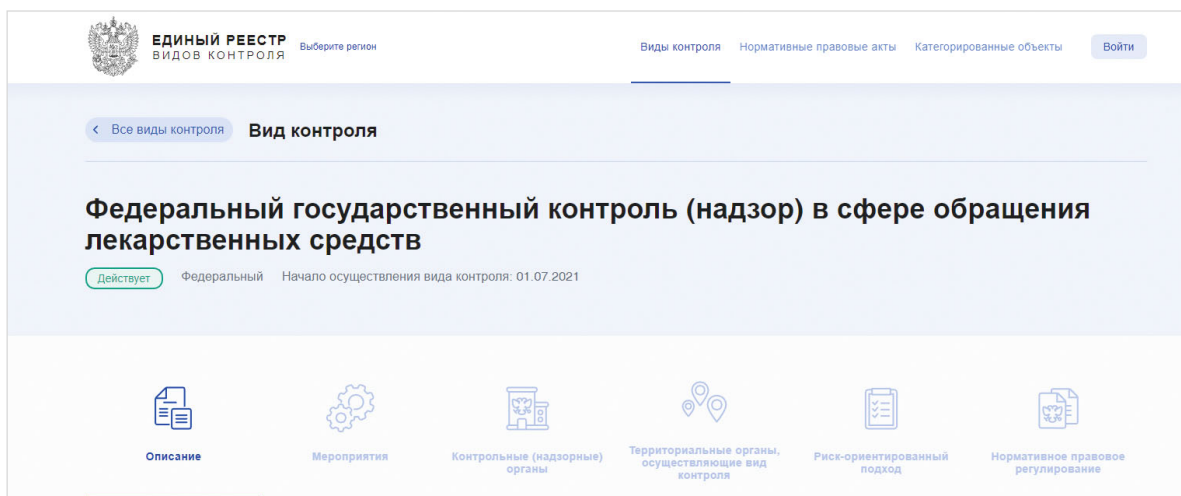 ЕДИНЫЙ РЕЕСТР
ВИДОВ КОНТРОЛЯ
Выберите регион
Виды контроля
Нормативные правовые акты
Категорированные объекты
Войти
Все виды контроля
Вид контроля
Федеральный государственный контроль (надзор) в сфере обращения
лекарственных средств
Действует
Федеральный
Начало осуществления вида контроля: 01.07.2021
Описание
Мероприятия
Контрольные (надзорные)
органы
Территориальные органы,
осуществляющие вид
контроля
Риск-ориентированный
подход
Нормативное правовое
регулирование